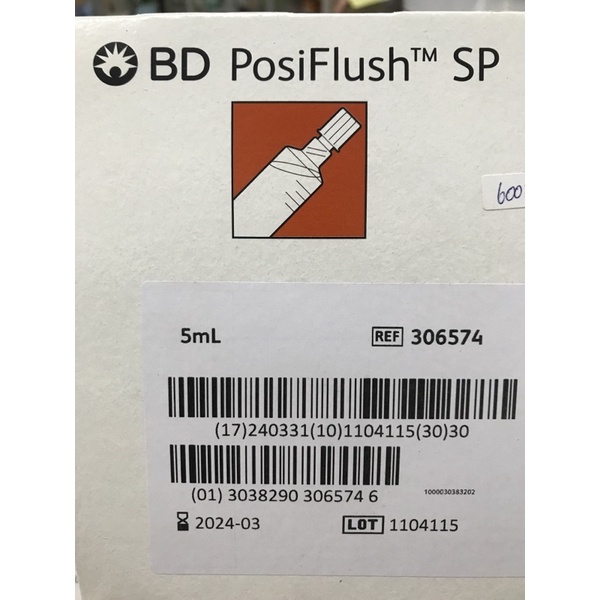 BD PosiFlush™ SP
600
5mL
REF 306574
(17)240331(10)1104115(30)30
(01) 3038290 306574 6
1000030383202
2024-03
LOT 1104115